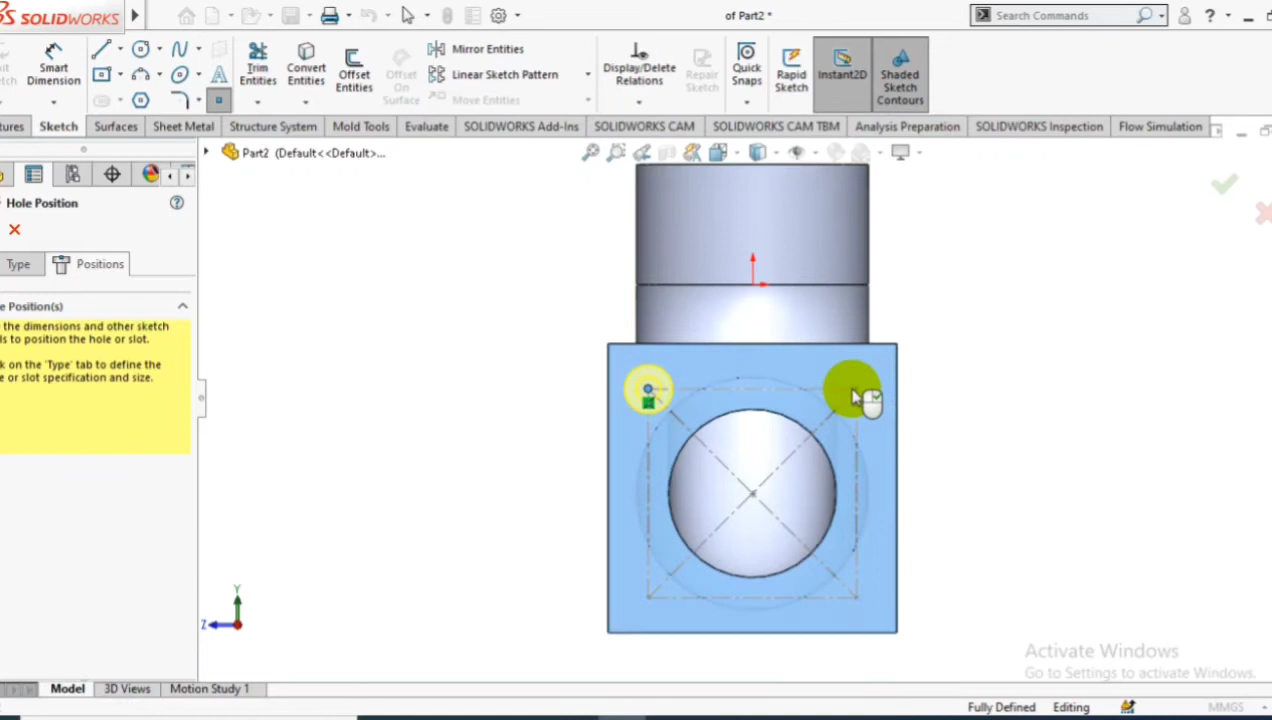 SOLIDWORKS
of Part2 *
Search Commands
?
Smart
Dimension
Trim
Entities
Convert
Entities
Offset
Entities
Offset
On
Surface
Mirror Entities
Linear Sketch Pattern
Move Entities
Display/Delete
Relations
Repair
Sketch
Quick
Snaps
Rapid
Sketch
Instant2D
Shaded
Sketch
Contours
tures
Sketch
Surfaces
Sheet Metal
Structure System
Mold Tools
Evaluate
SOLIDWORKS Add-Ins
SOLIDWORKS CAM
SOLIDWORKS CAM TBM
Analysis Preparation
SOLIDWORKS Inspection
Flow Simulation
Part2 (Default<<Default>...
Hole Position
?
Type
Positions
e Position(s)
the dimensions and other sketch
ls to position the hole or slot.
k on the 'Type' tab to define the
e or slot specification and size.
Y
Z
Activate Windows
Go to Settings to activate Windows.
Model
3D Views
Motion Study 1
Fully Defined
Editing
MMGS